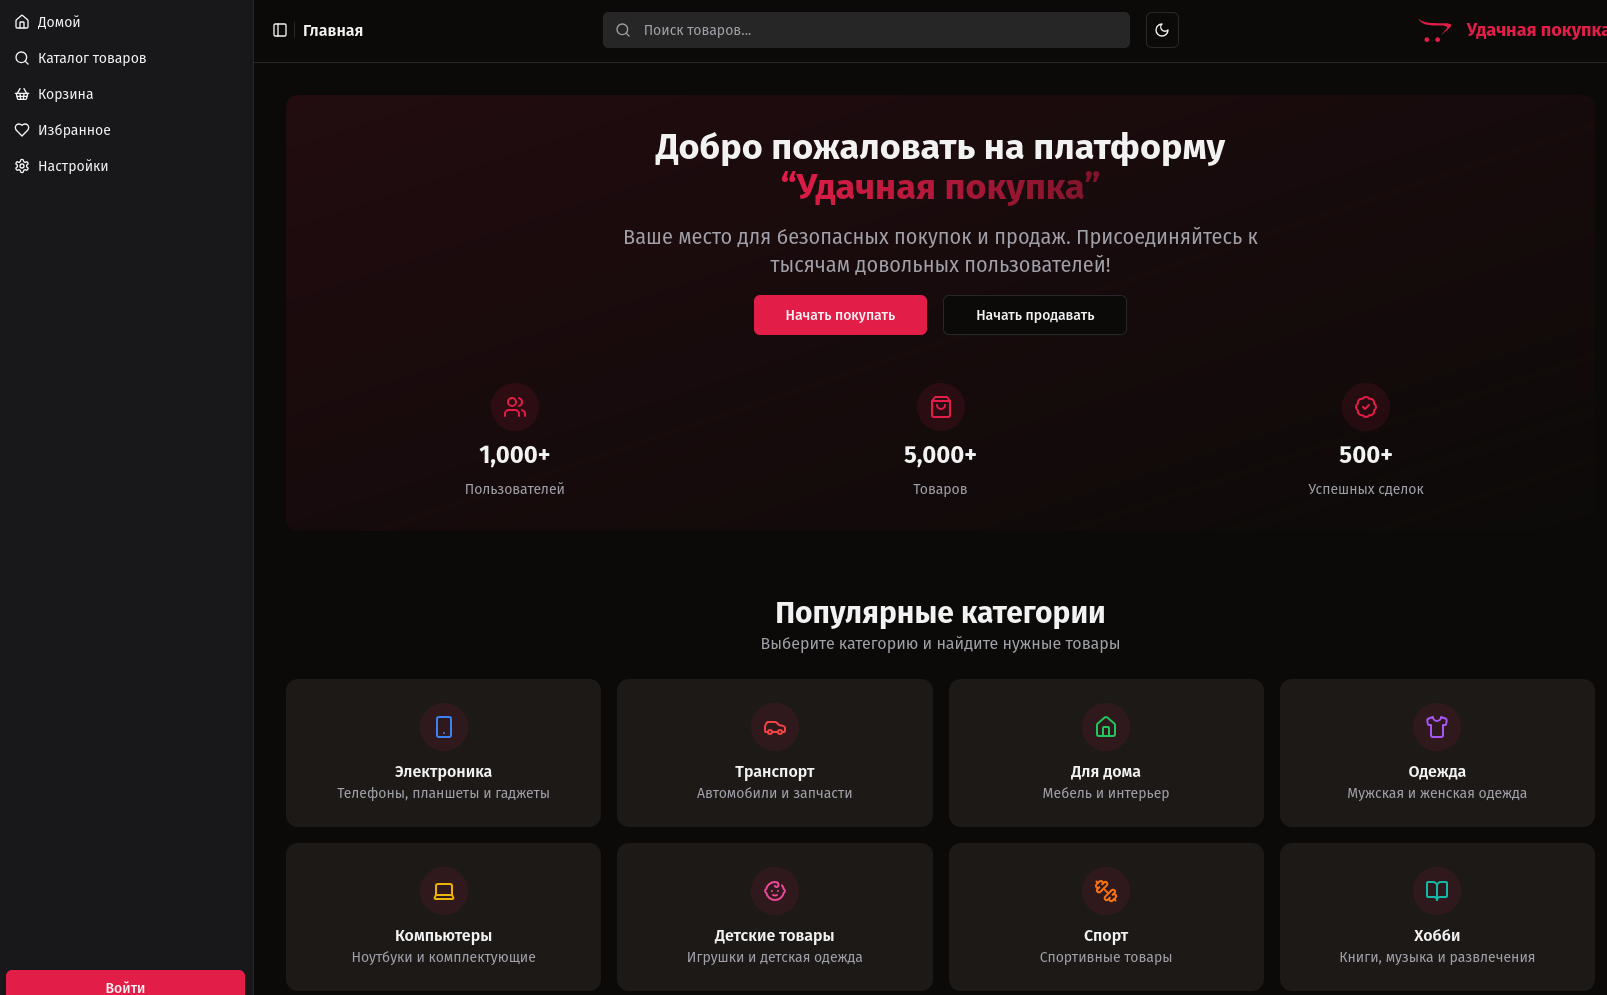 Домой
Каталог товаров
Корзина
Избранное
Настройки
Войти
Главная
Поиск товаров...
Удачная покупка
Добро пожаловать на платформу
“Удачная покупка”
Ваше место для безопасных покупок и продаж. Присоединяйтесь к
тысячам довольных пользователей!
Начать покупать
Начать продавать
1,000+
Пользователей
5,000+
Товаров
500+
Успешных сделок
Популярные категории
Выберите категорию и найдите нужные товары
Электроника
Телефоны, планшеты и гаджеты
Транспорт
Автомобили и запчасти
Для дома
Мебель и интерьер
Одежда
Мужская и женская одежда
Компьютеры
Ноутбуки и комплектующие
Детские товары
Игрушки и детская одежда
Спорт
Спортивные товары
Хобби
Книги, музыка и развлечения